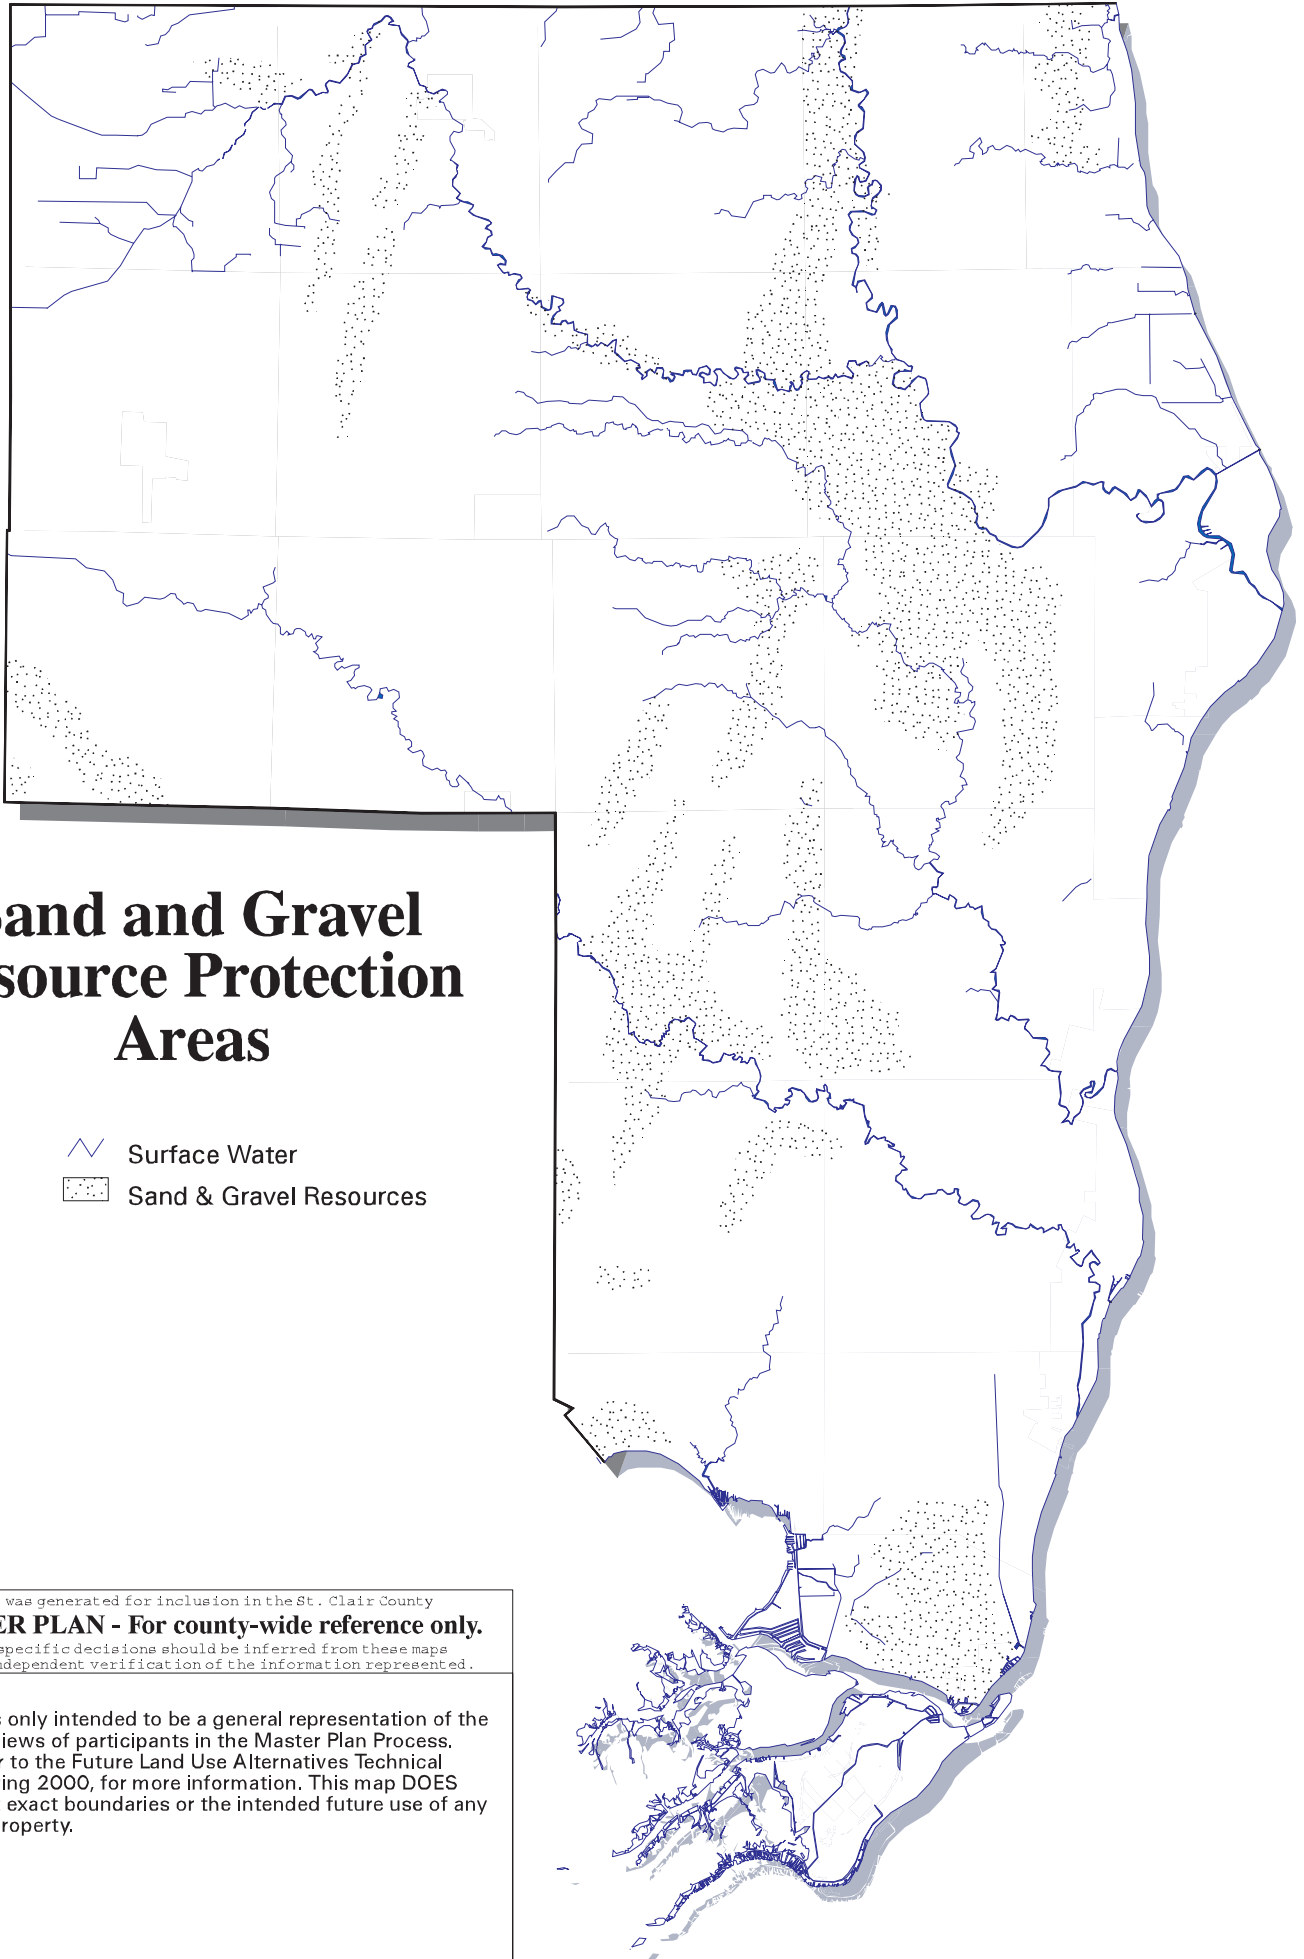 and and Gravel
source Protection
Areas
Surface Water
Sand & Gravel Resources
was generated for inclusion in the St. Clair County
ER PLAN - For county-wide reference only.
specific decisions should be inferred from these maps
dependent verification of the information represented.
s only intended to be a general representation of the
iews of participants in the Master Plan Process.
r to the Future Land Use Alternatives Technical
ing 2000, for more information. This map DOES
exact boundaries or the intended future use of any
roperty.